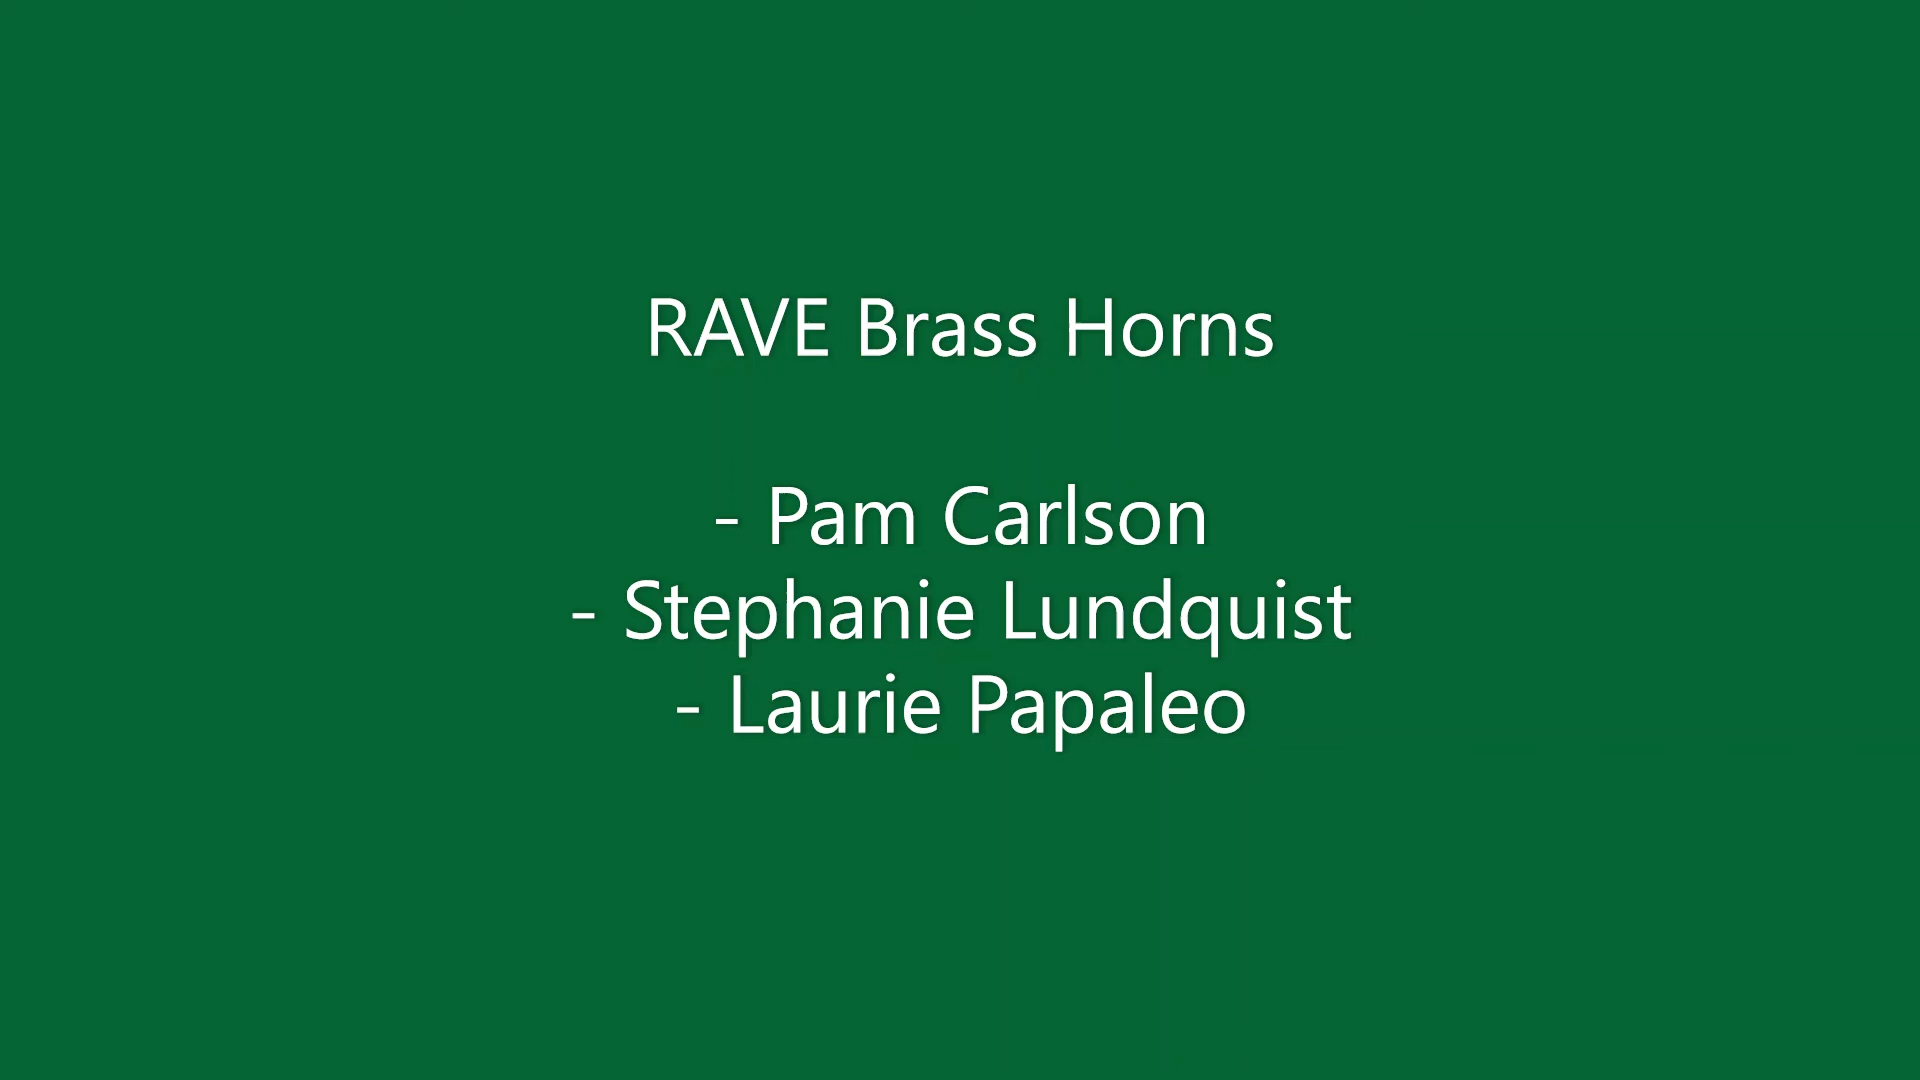 RAVE Brass Horns
- Pam Carlson
- Stephanie Lundquist
- Laurie Papaleo